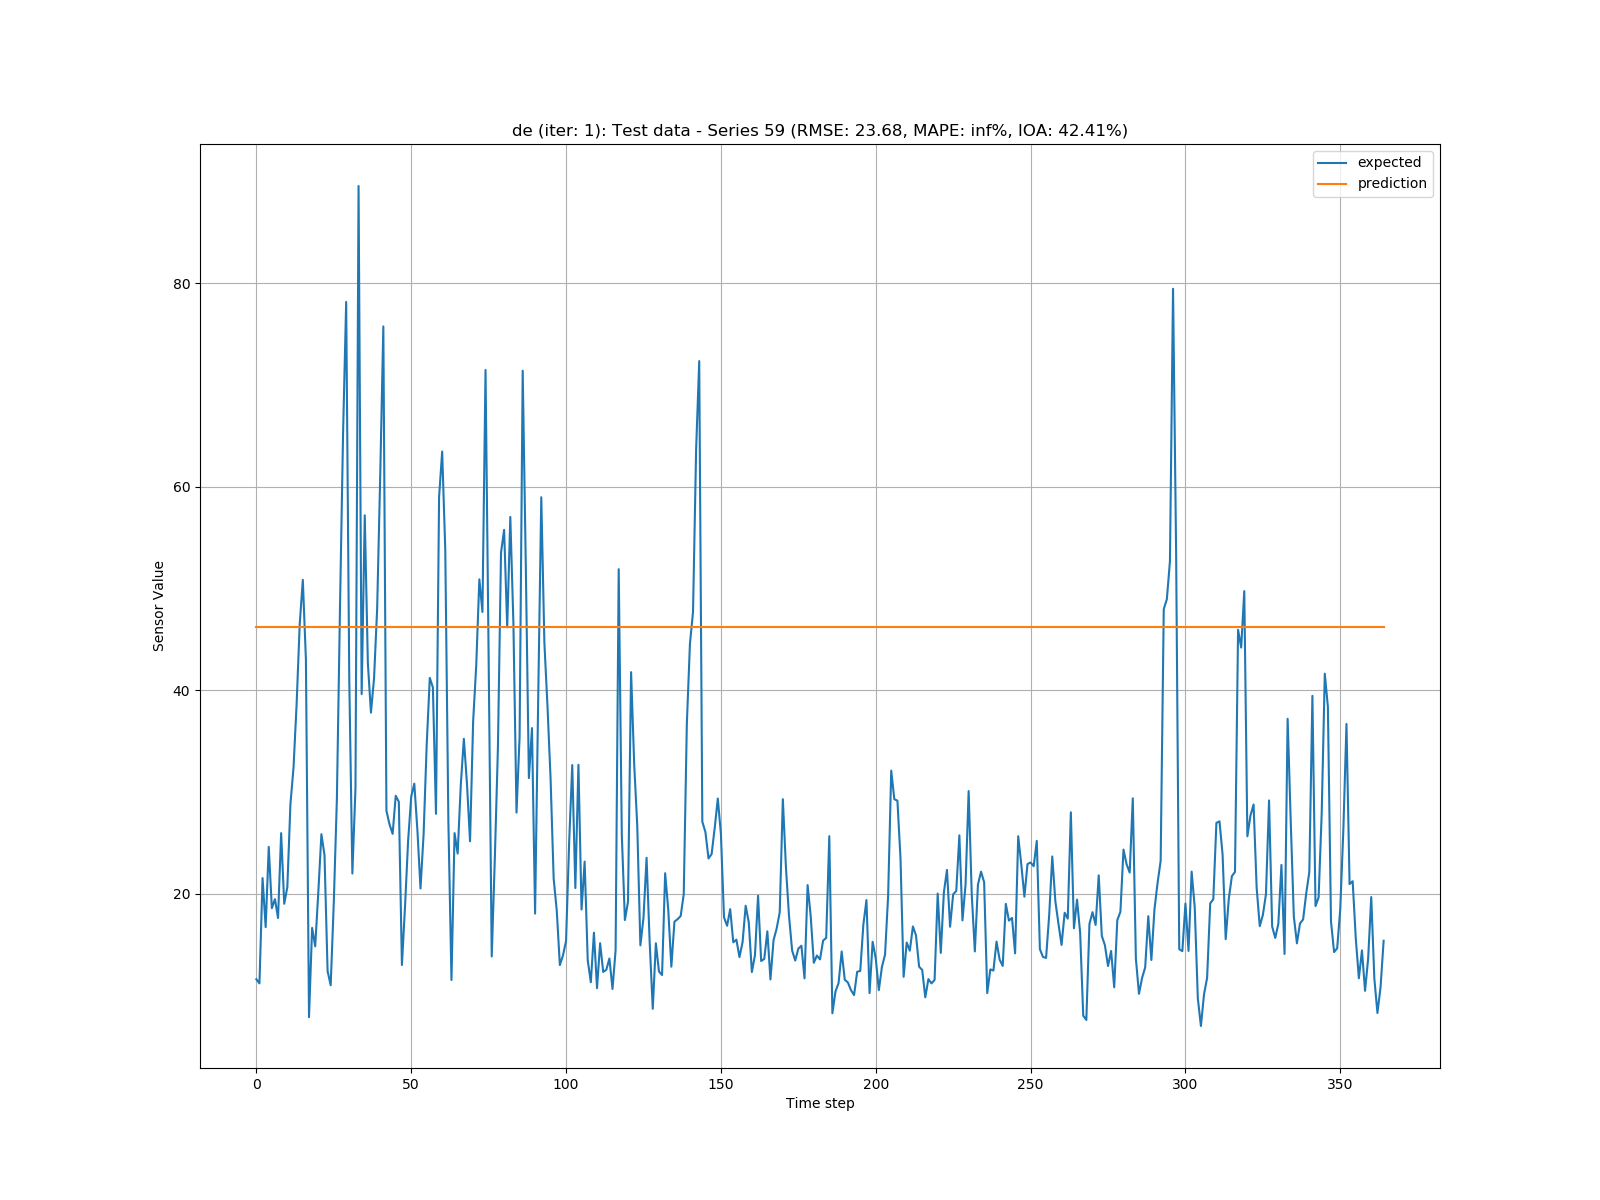 de (iter: 1): Test data - Series 59 (RMSE: 23.68, MAPE: inf%, IOA: 42.41%)
expected
prediction
80
60
40
20
Sensor Value
0 50 100 150 200 250 300 350
Time step